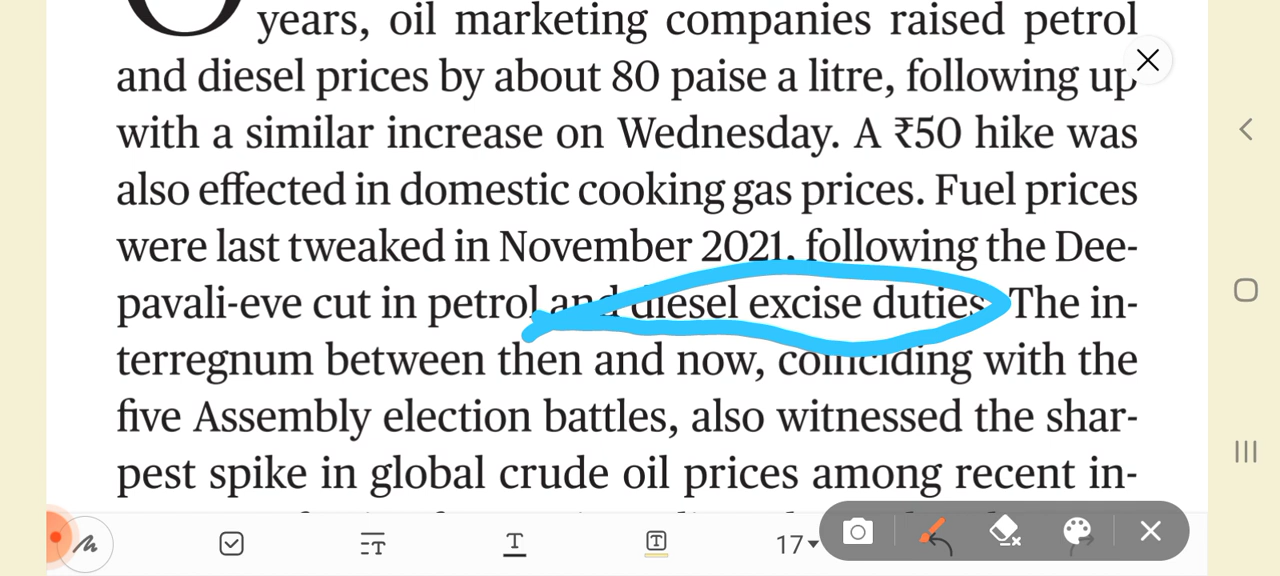 years, oil marketing companies raised petrol
and diesel prices by about 80 paise a litre, following up
with a similar increase on Wednesday. A ₹50 hike was
also effected in domestic cooking gas prices. Fuel prices
were last tweaked in November 2021, following the Dee-
pavali-eve cut in petrol and diesel excise duties. The in-
terregnum between then and now, coinciding with the
five Assembly election battles, also witnessed the shar-
pest spike in global crude oil prices among recent in-
T
T
T
17